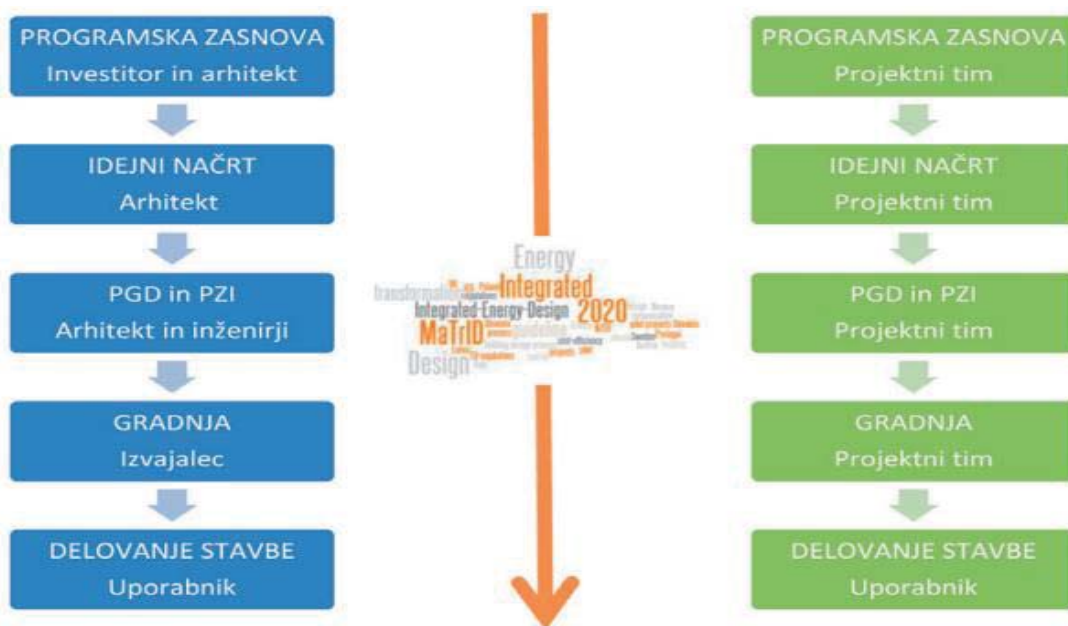 PROGRAMSKA ZASNOVA
Investitor in arhitekt
IDEJNI NAČRT
Arhitekt
PGD in PZI
Arhitekt in inženirji
GRADNJA
Izvajalec
DELOVANJE STAVBE
Uporabnik
Energy
transformation
Integrated
Integrated-Energy-Design
2020
MaTrID
Design
PROGRAMSKA ZASNOVA
Projektni tim
IDEJNI NAČRT
Projektni tim
PGD in PZI
Projektni tim
GRADNJA
Projektni tim
DELOVANJE STAVBE
Uporabnik